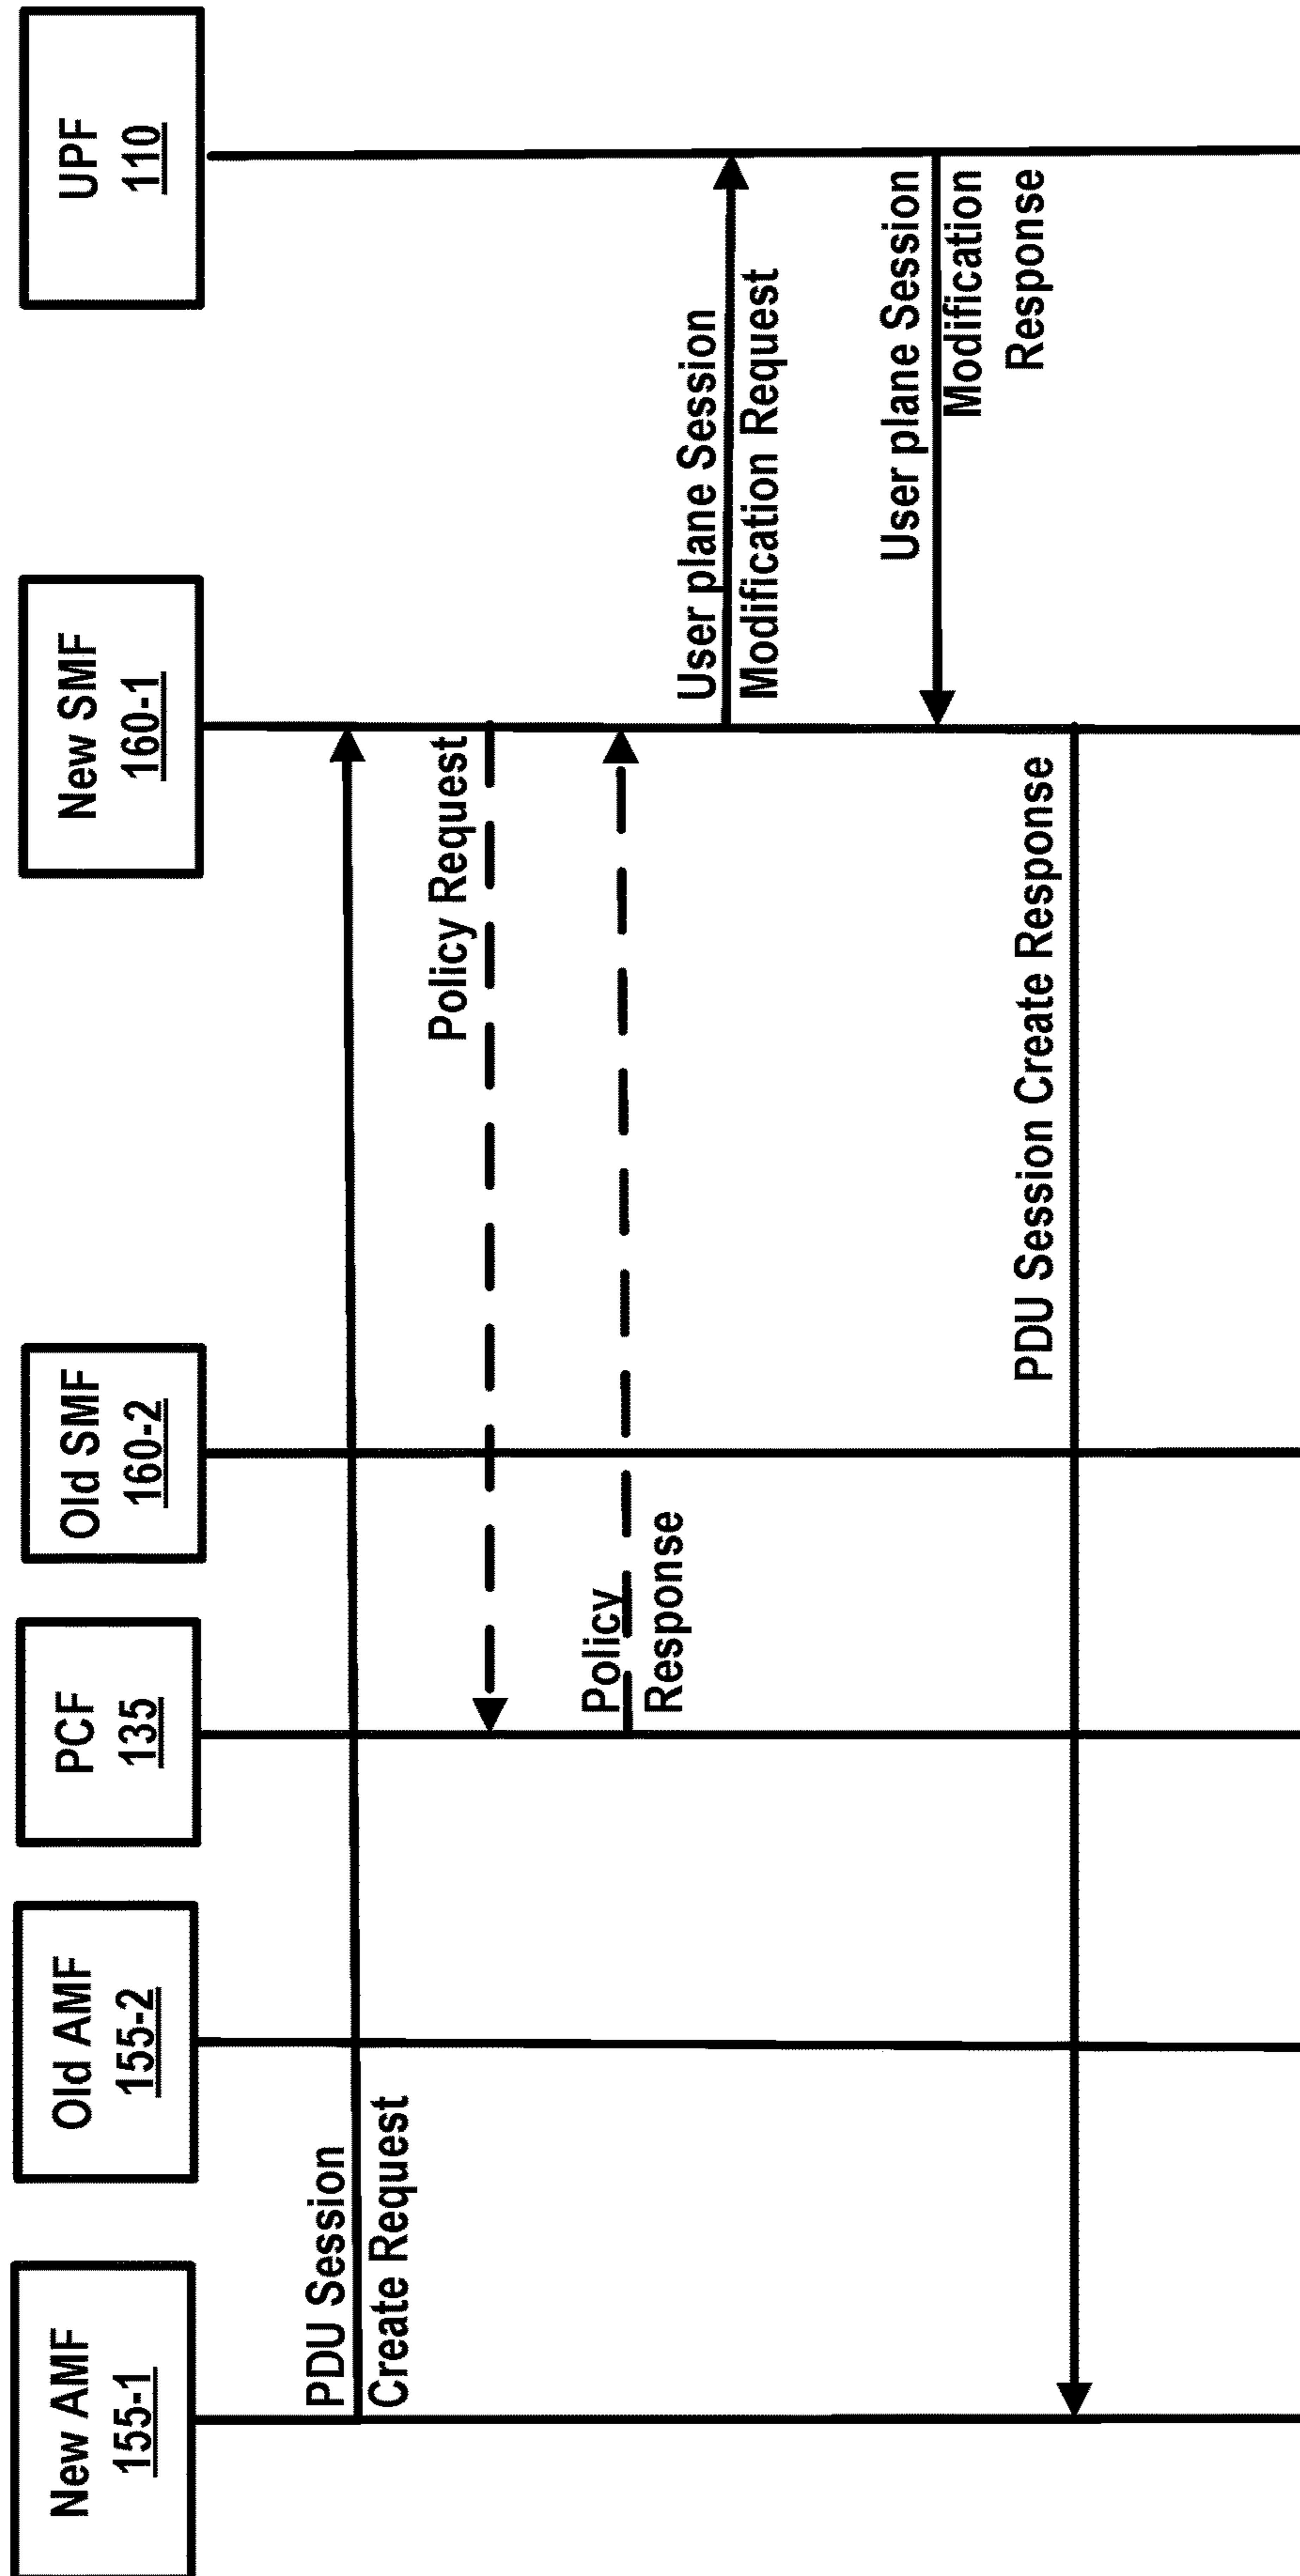 New AMF
155-1
Old AMF
155-2
PCF
135
Old SMF
160-2
New SMF
160-1
UPF
110
PDU Session
Create Request
Policy Request
Policy
Response
User plane Session
Modification Request
User plane Session
Modification
Response
PDU Session Create Response